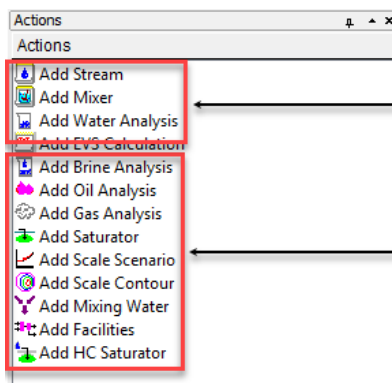 Actions
Actions
Add Stream
Add Mixer
Add Water Analysis
Add EVS Calculation
Add Brine Analysis
Add Oil Analysis
Add Gas Analysis
Add Saturator
Add Scale Scenario
Add Scale Contour
Add Mixing Water
Add Facilities
Add HC Saturator